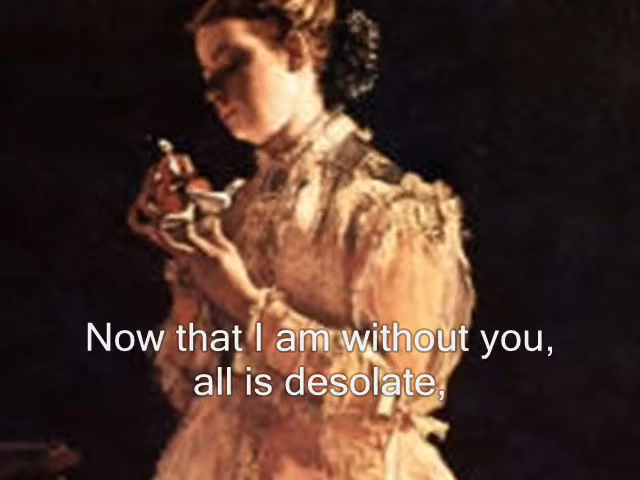 Now that I am without you,
all is desolate,